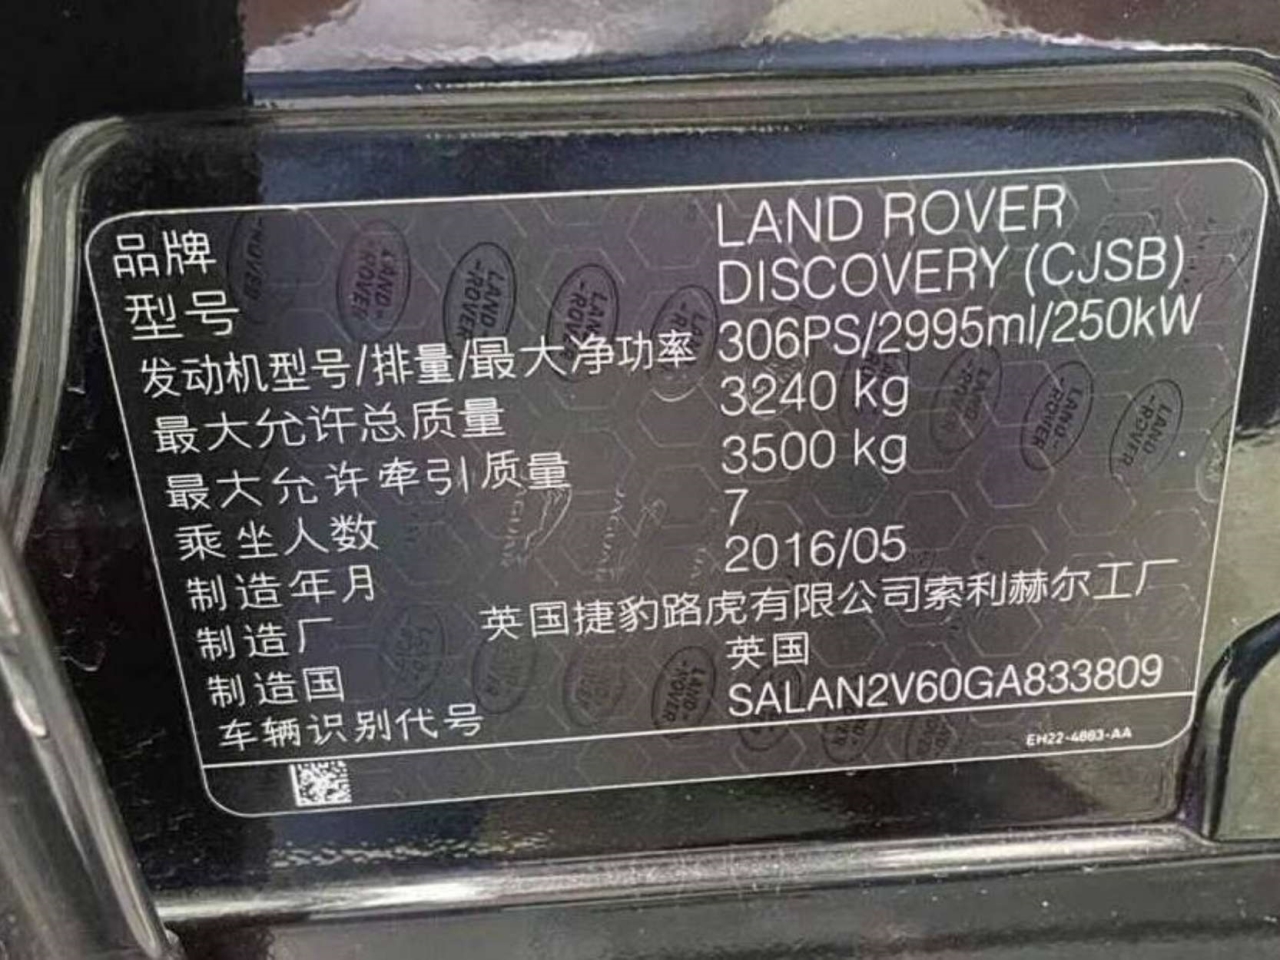 品牌 LAND ROVER
型号 DISCOVERY (CJSB)
发动机型号/排量/最大净功率 306PS/2995ml/250kW
最大允许总质量 3240 kg
最大允许牵引质量 3500 kg
乘坐人数 7
制造年月 2016/05
制造厂 英国捷豹路虎有限公司索利赫尔工厂
制造国 英国
车辆识别代号 SALAN2V60GA833809
EH22-4863-AA